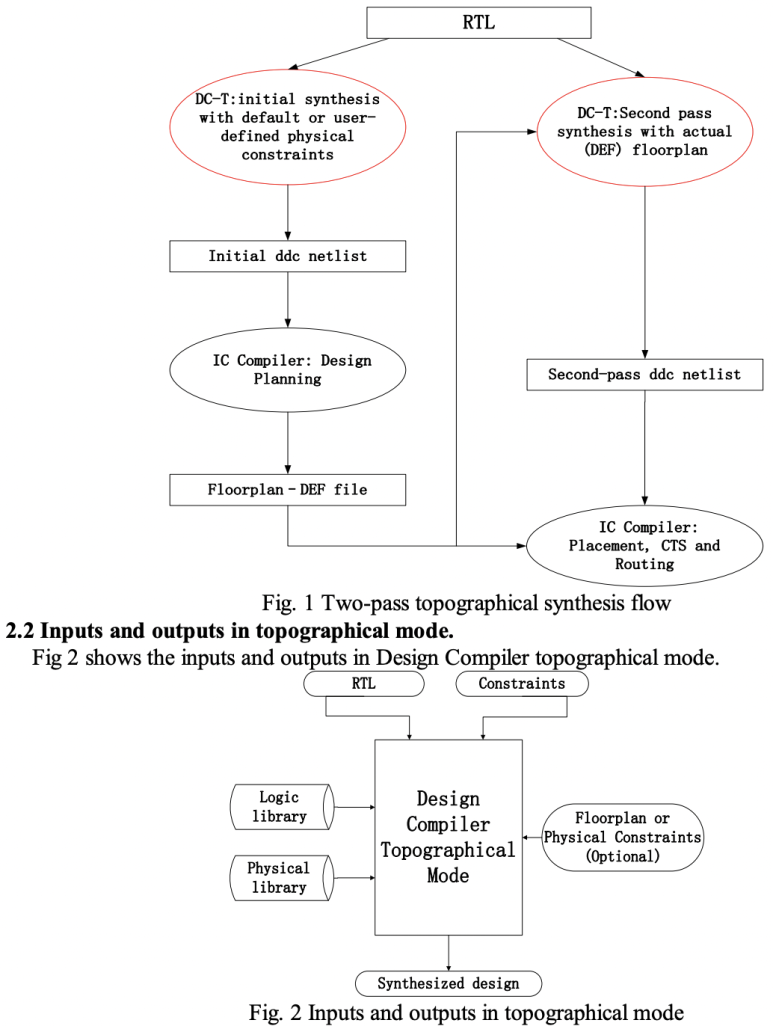 RTL
DC-T:initial synthesis
with default or user-
defined physical
constraints
DC-T:Second pass
synthesis with actual
(DEF) floorplan
Initial ddc netlist
IC Compiler: Design
Planning
Second-pass ddc netlist
Floorplan-DEF file
IC Compiler:
Placement, CTS and
Routing
Fig. 1 Two-pass topographical synthesis flow
2.2 Inputs and outputs in topographical mode.
Fig 2 shows the inputs and outputs in Design Compiler topographical mode.
RTL
Constraints
Logic
library
Design
Compiler
Topographical
Mode
Floorplan or
Physical Constraints
(Optional)
Physical
library
Synthesized design
Fig. 2 Inputs and outputs in topographical mode